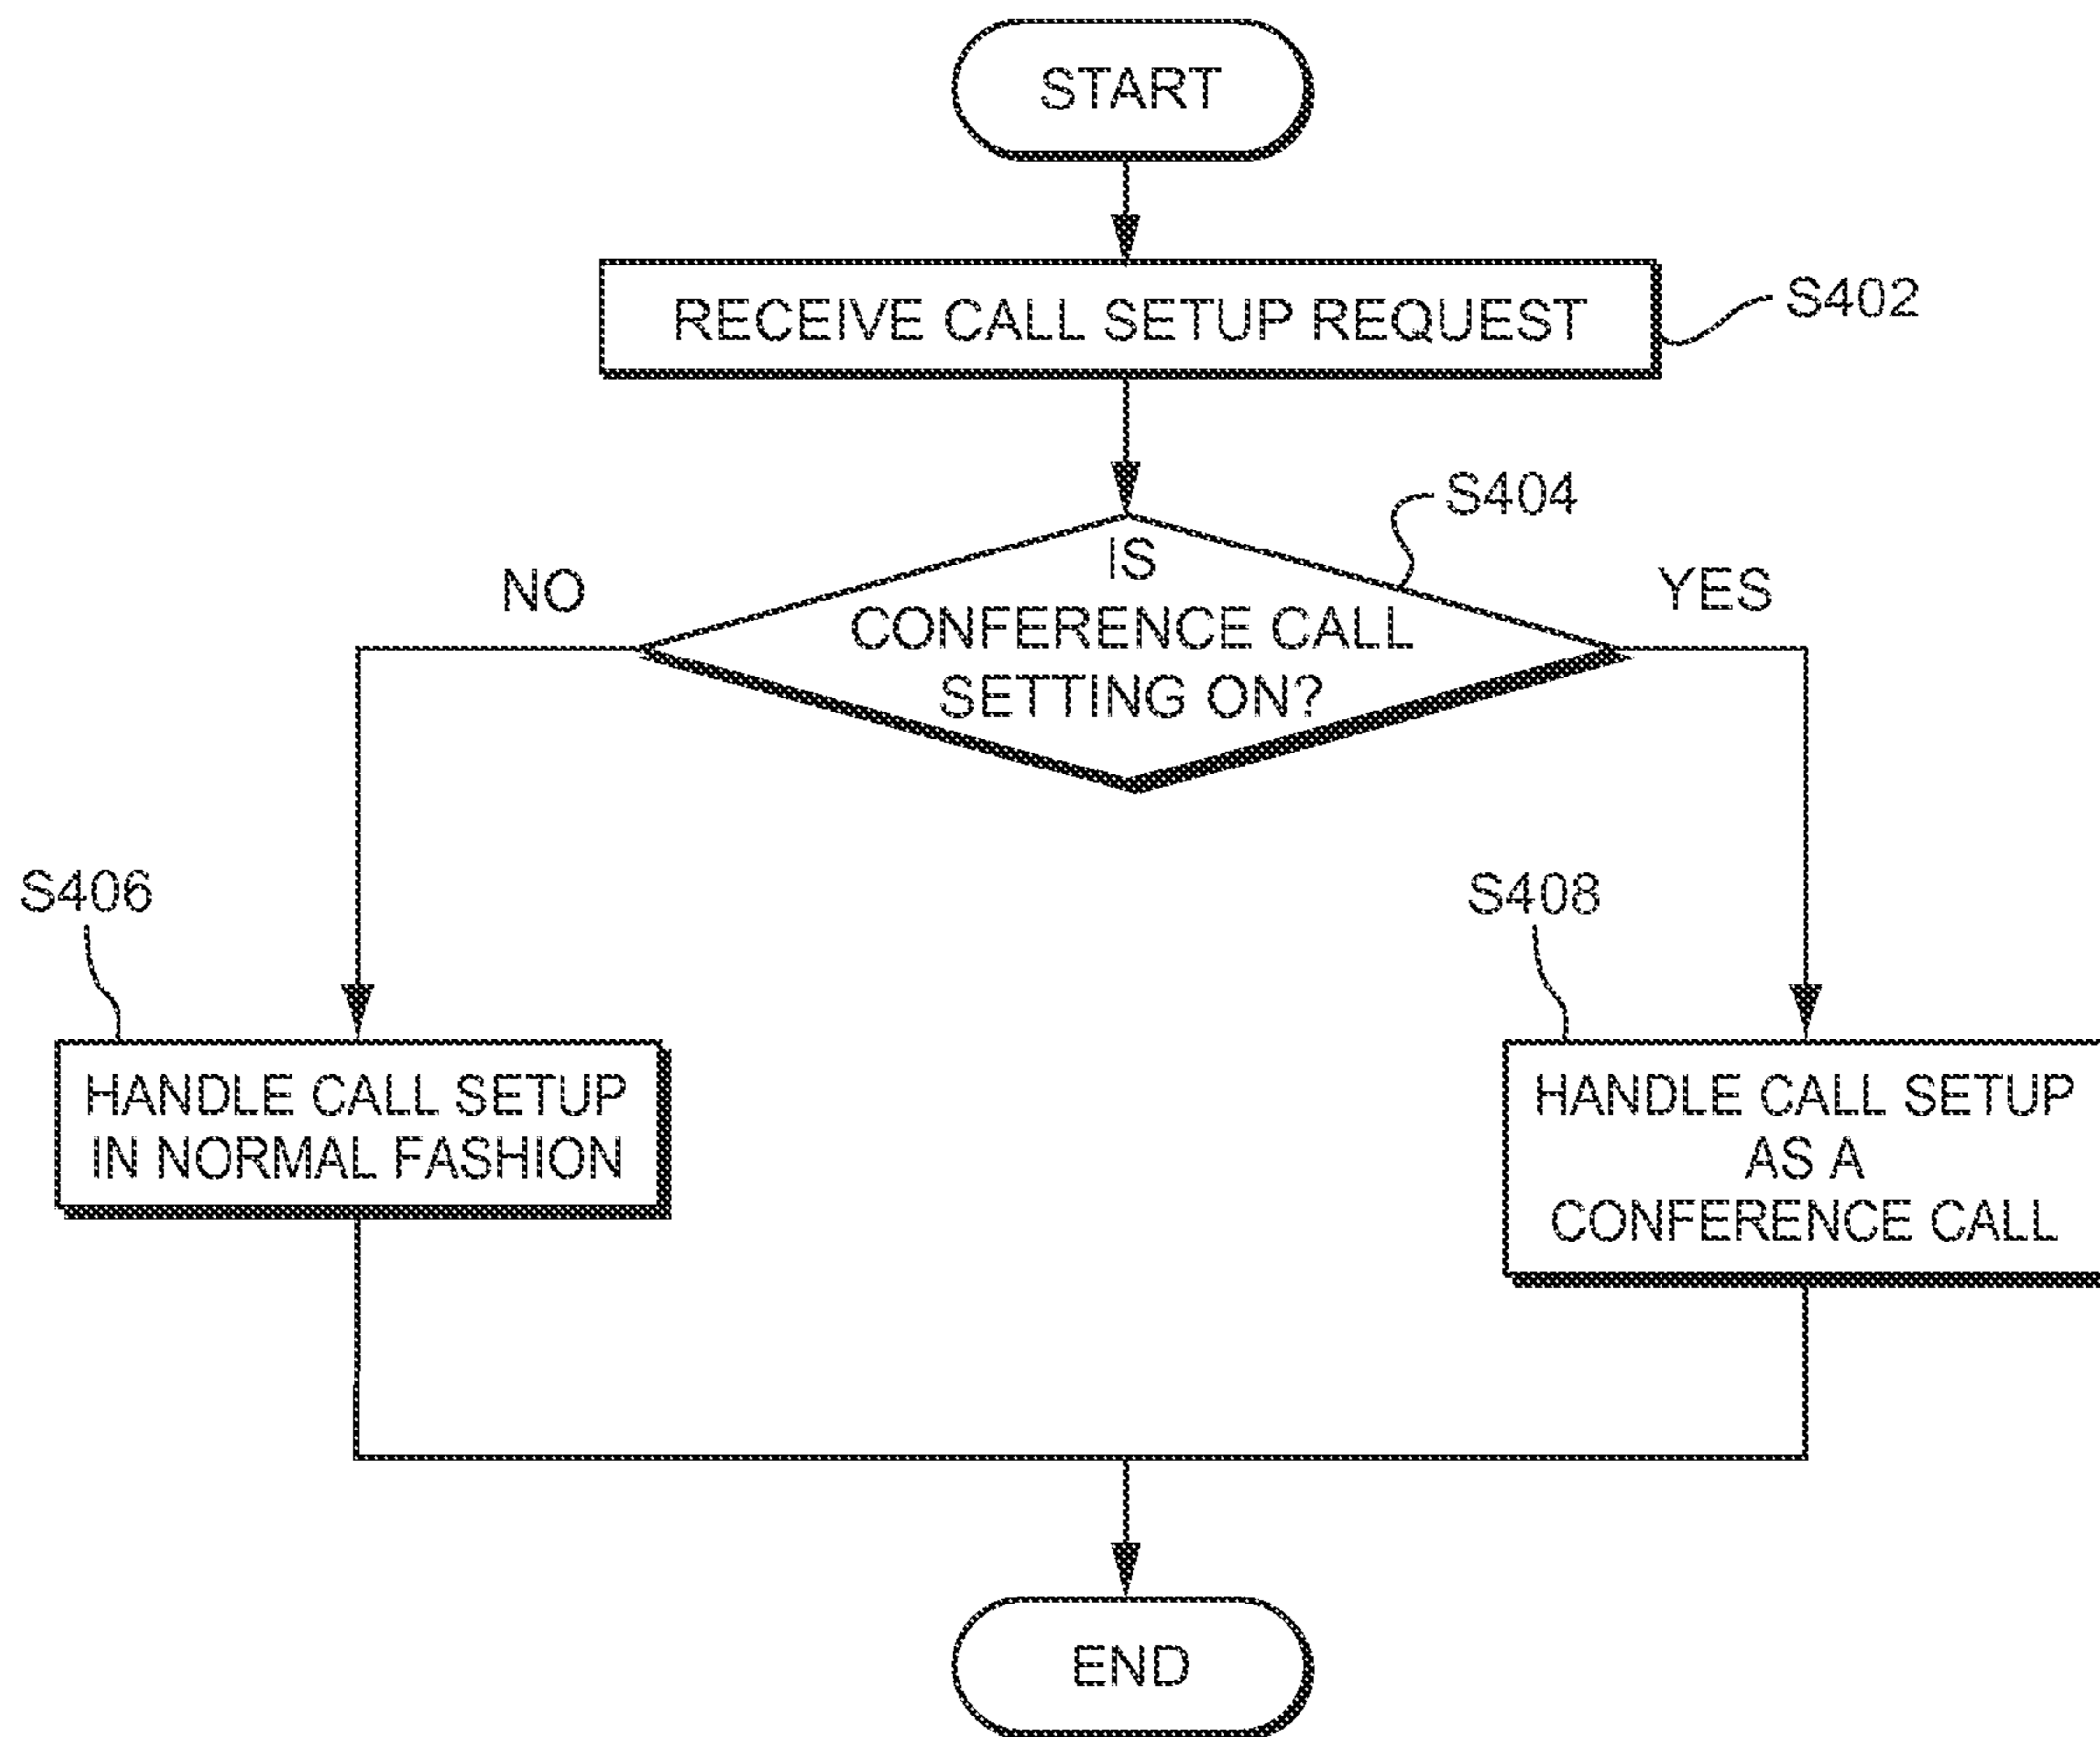 START
RECEIVE CALL SETUP REQUEST
S402
S404
IS
CONFERENCE CALL
SETTING ON?
NO
YES
S406
S408
HANDLE CALL SETUP
IN NORMAL FASHION
HANDLE CALL SETUP
AS A
CONFERENCE CALL
END